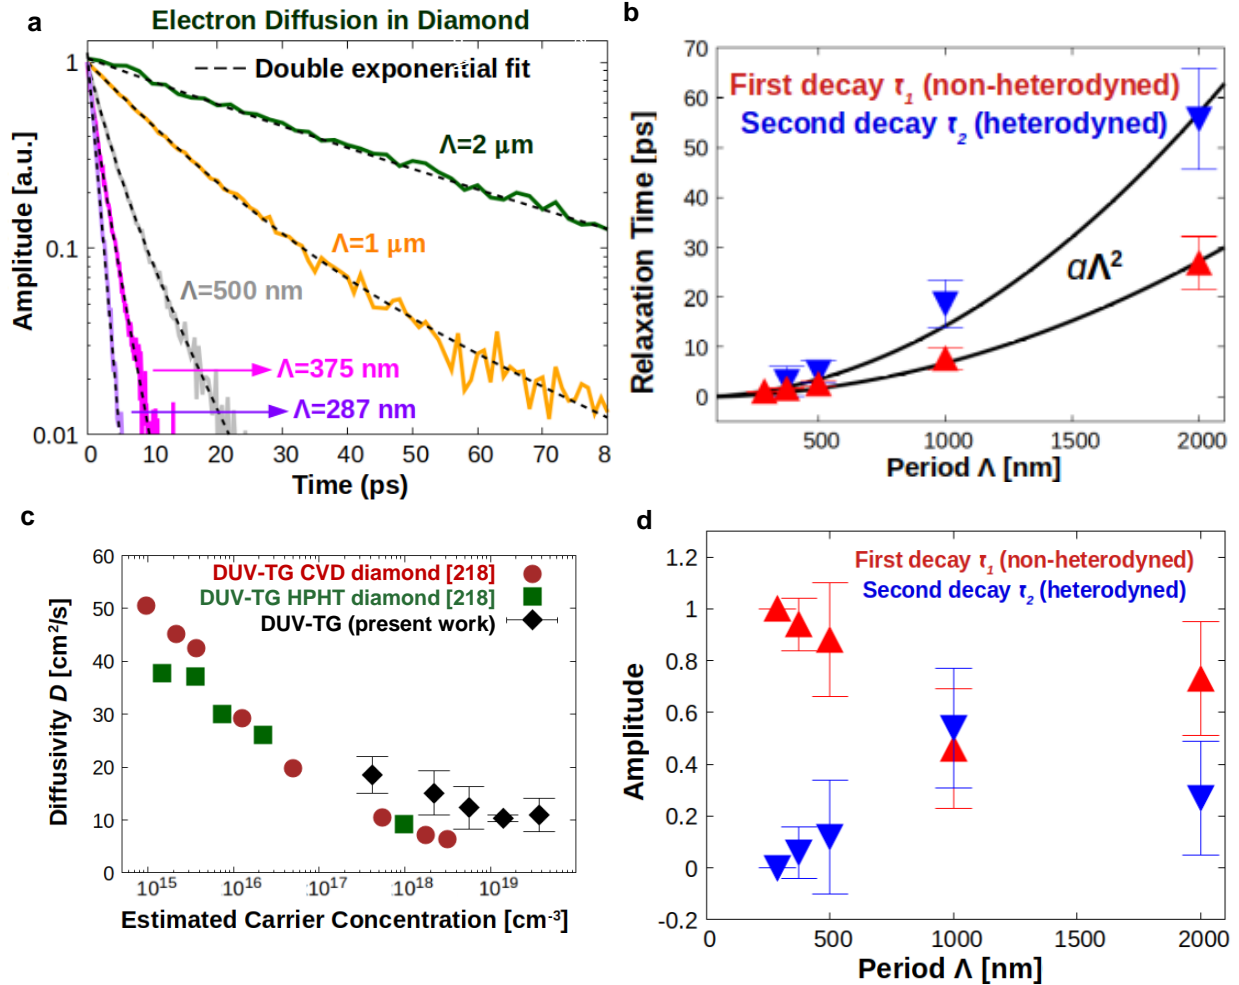 a
Electron Diffusion in Diamond
Double exponential fit
Λ=2 μm
Λ=1 μm
Λ=500 nm
Λ=375 nm
Λ=287 nm
1
0.1
0.01
Amplitude [a.u.]
0 10 20 30 40 50 60 70 8
Time (ps)
b
First decay τ1 (non-heterodyned)
Second decay τ2 (heterodyned)
αΛ²
70
60
50
40
30
20
10
0
Relaxation Time [ps]
500 1000 1500 2000
Period Λ [nm]
c
DUV-TG CVD diamond [218]
DUV-TG HPHT diamond [218]
DUV-TG (present work)
60
50
40
30
20
10
0
Diffusivity D [cm²/s]
10¹⁵ 10¹⁶ 10¹⁷ 10¹⁸ 10¹⁹
Estimated Carrier Concentration [cm⁻³]
d
First decay τ1 (non-heterodyned)
Second decay τ2 (heterodyned)
1.2
1
0.8
0.6
0.4
0.2
0
-0.2
Amplitude
0 500 1000 1500 2000
Period Λ [nm]